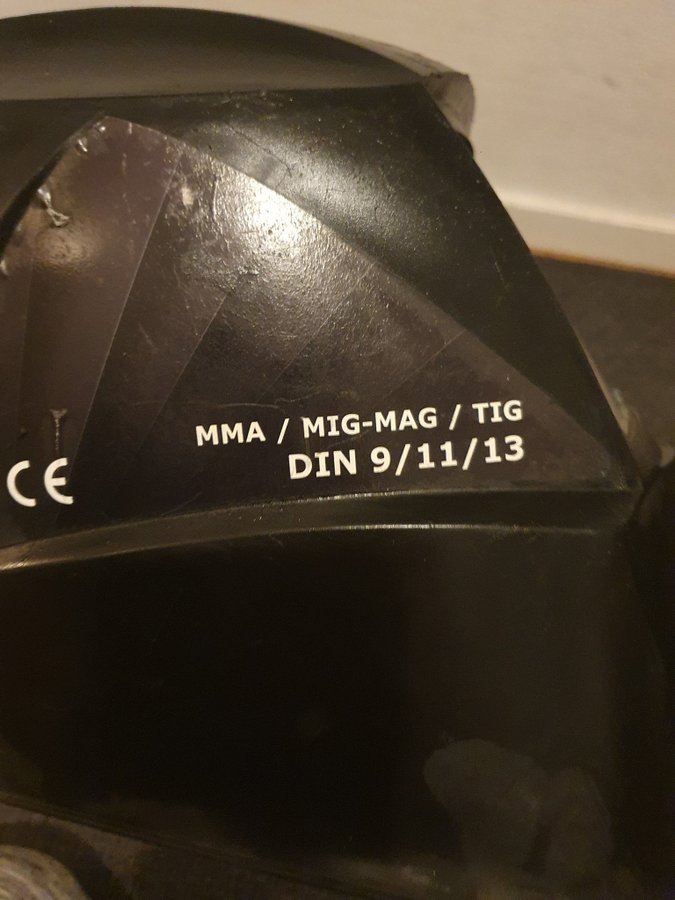 MMA / MIG-MAG / TIG
DIN 9/11/13
CE